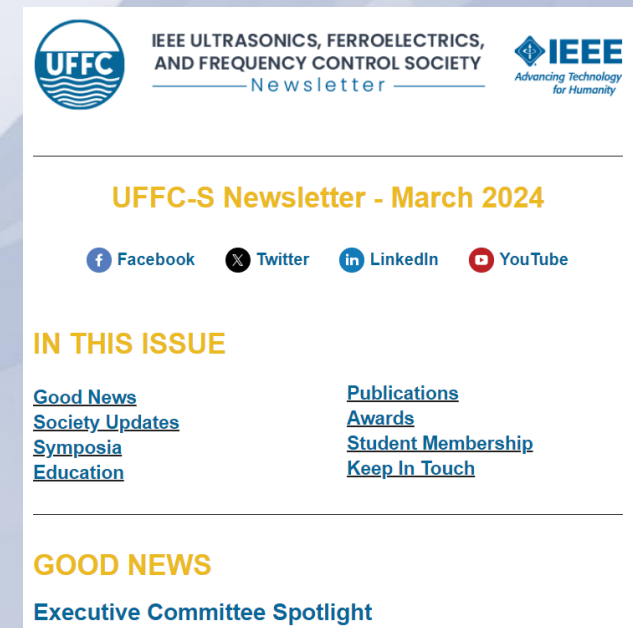 UFFC
IEEE ULTRASONICS, FERROELECTRICS,
AND FREQUENCY CONTROL SOCIETY
Newsletter
IEEE
Advancing Technology
for Humanity
UFFC-S Newsletter - March 2024
Facebook
Twitter
LinkedIn
YouTube
IN THIS ISSUE
Good News
Society Updates
Symposia
Education
Publications
Awards
Student Membership
Keep In Touch
GOOD NEWS
Executive Committee Spotlight